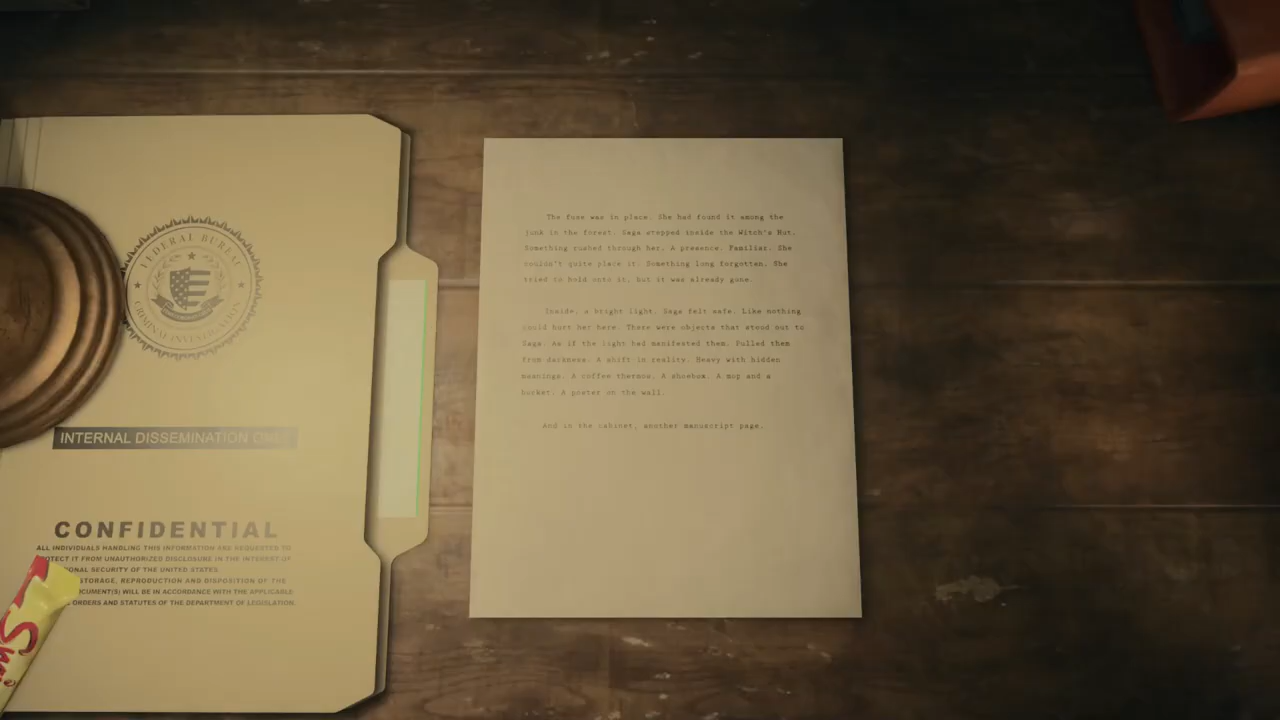 FEDERAL BUREAU
CRIMINAL INVESTIGATION
INTERNAL DISSEMINATION ONLY
CONFIDENTIAL
ALL INDIVIDUALS HANDLING THIS INFORMATION ARE REQUESTED TO
PROTECT IT FROM UNAUTHORIZED DISCLOSURE IN THE INTEREST OF
SECURITY OF THE UNITED STATES
STORAGE, REPRODUCTION AND DISPOSITION OF THE
WILL BE IN ACCORDANCE WITH THE APPLICABLE
ORDERS AND STATUTES OF THE DEPARTMENT OF LEGISLATION.
The fuse was in place. She had found it among the
junk in the forest. Saga stepped inside the Witch's Hut.
Something rushed through her. A presence. Familiar. She
couldn't quite place it. Something long forgotten. She
tried to hold onto it, but it was already gone.
Inside, a bright light. Saga felt safe. Like nothing
could hurt her here. There were objects that stood out to
Saga. As if the light had manifested them. Pulled them
from darkness. A shift in reality. Heavy with hidden
meanings. A coffee thermos. A shoebox. A mop and a
bucket. A poster on the wall.
And in the cabinet, another manuscript page.